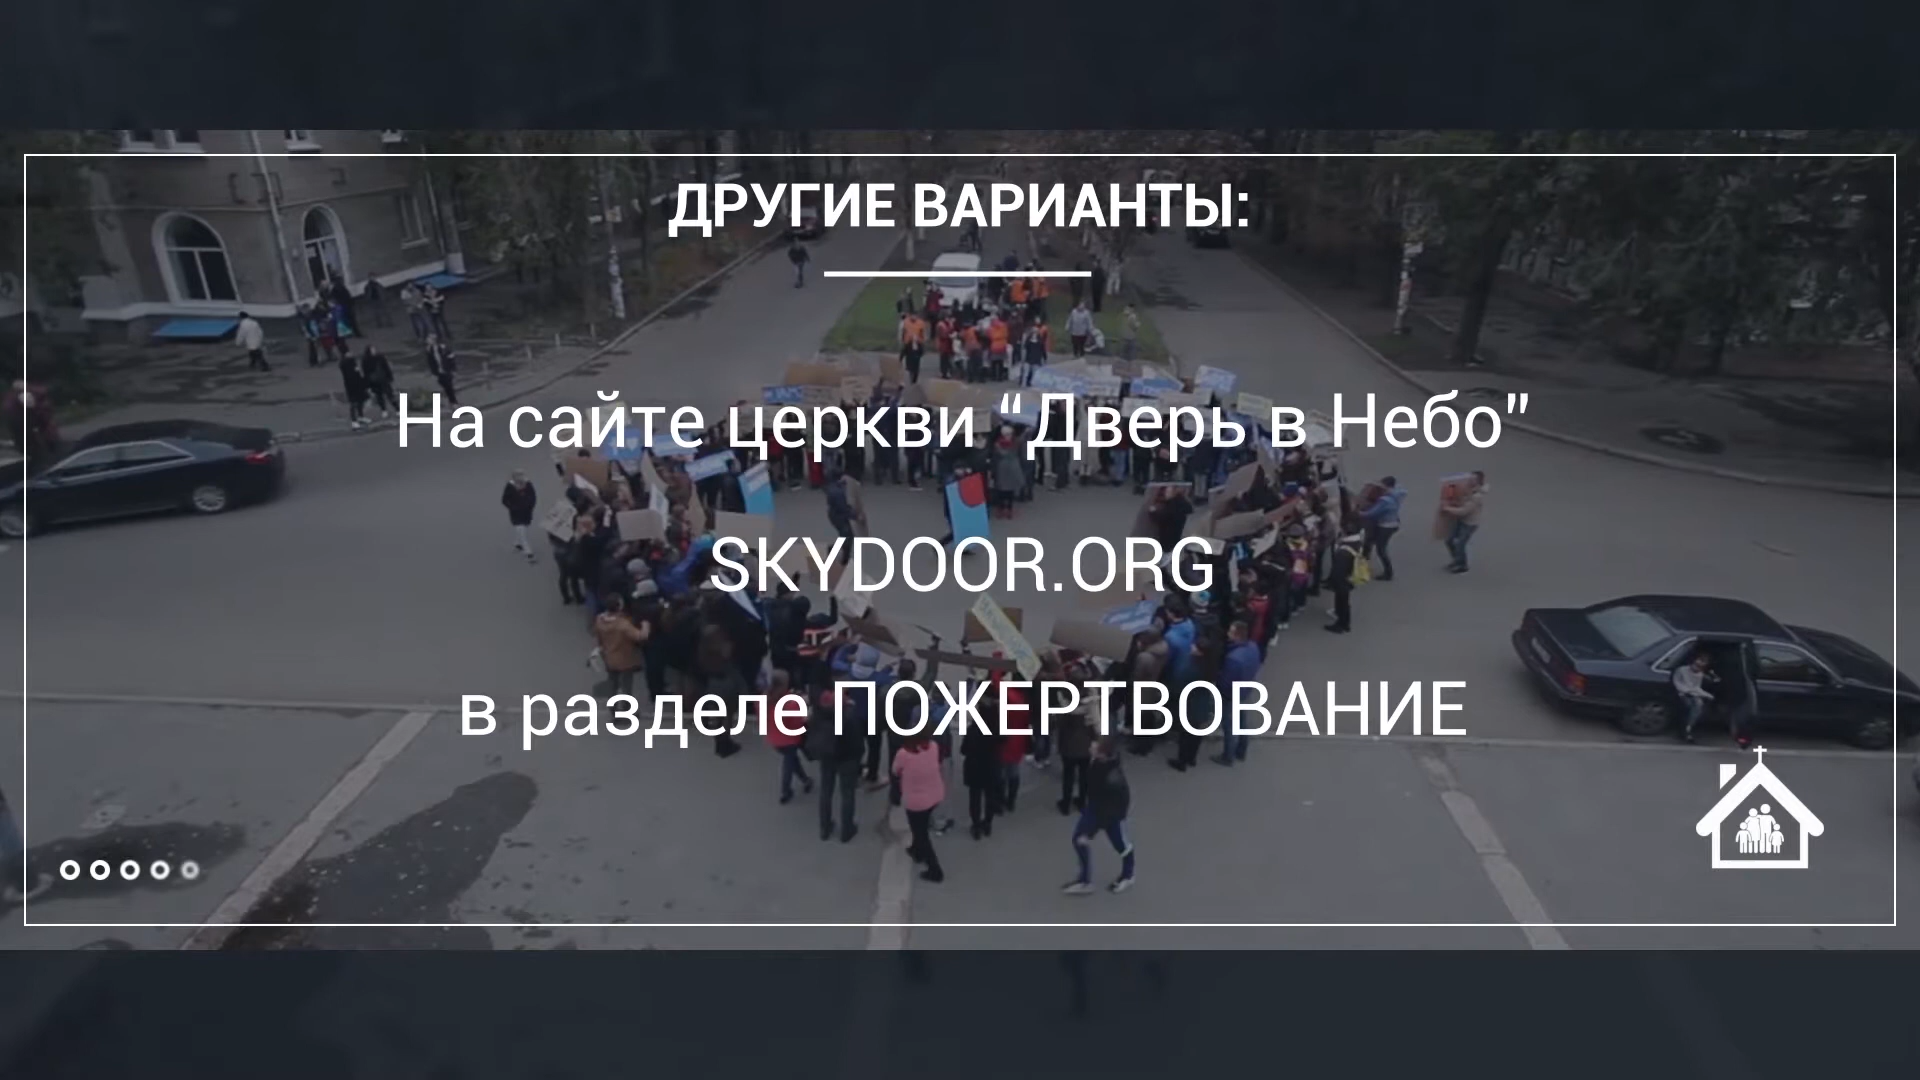 ДРУГИЕ ВАРИАНТЫ:
На сайте церкви “Дверь в Небо”
SKYDOOR.ORG
в разделе ПОЖЕРТВОВАНИЕ